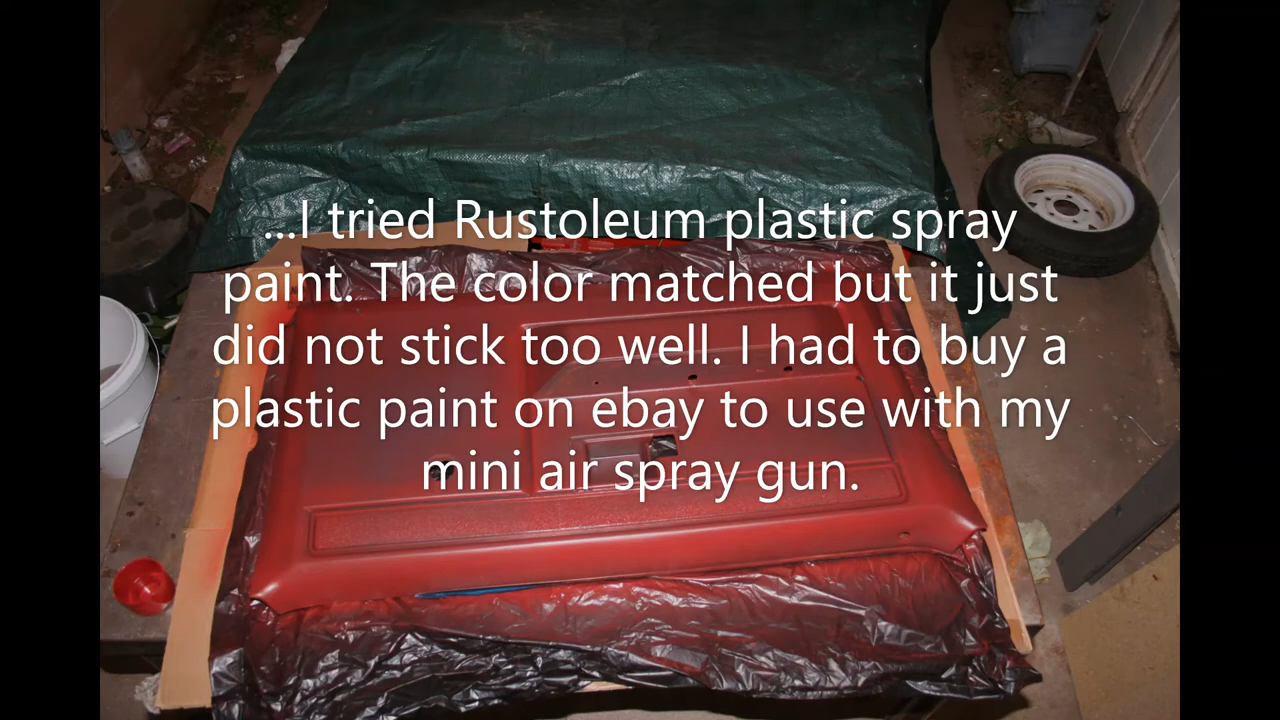 ...I tried Rustoleum plastic spray
paint. The color matched but it just
did not stick too well. I had to buy a
plastic paint on ebay to use with my
mini air spray gun.